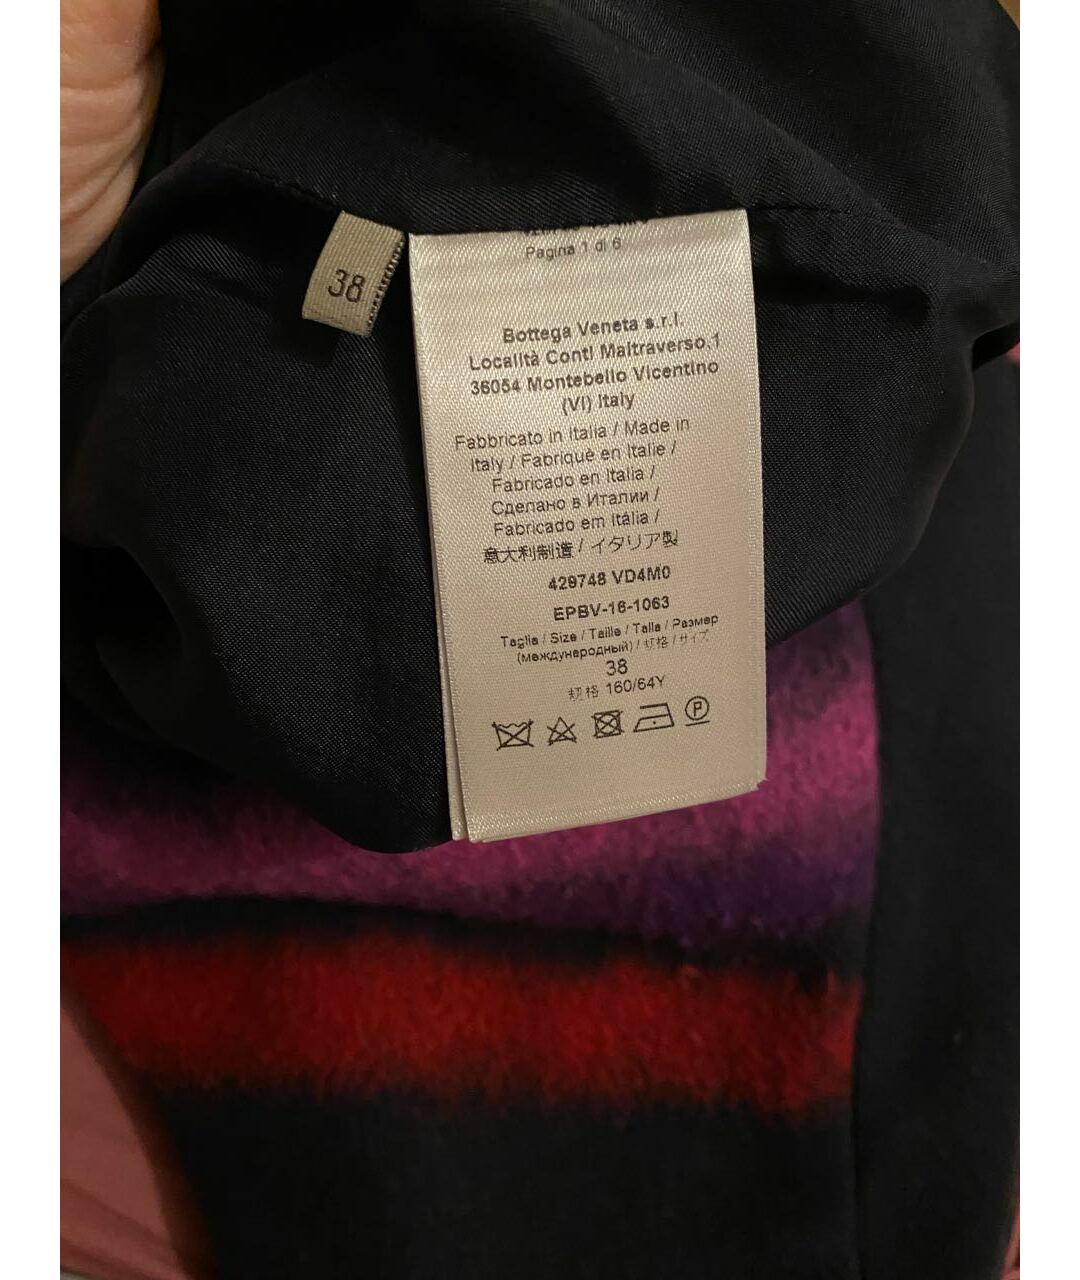 38
Pagina 1 di 6
Bottega Veneta s.r.l.
Località Conti Maltraverso,1
36054 Montebello Vicentino
(VI) Italy
Fabbricato in Italia / Made in
Italy / Fabriqué en Italie /
Fabricado en Italia /
Сделано в Италии /
Fabricado em Itália /
意大利制造 / イタリア製
429748 VD4M0
EPBV-16-1063
Taglia / Size / Taille / Talla / Размер
(международный) / 规格 / サイズ
38
规格 160/64Y
P